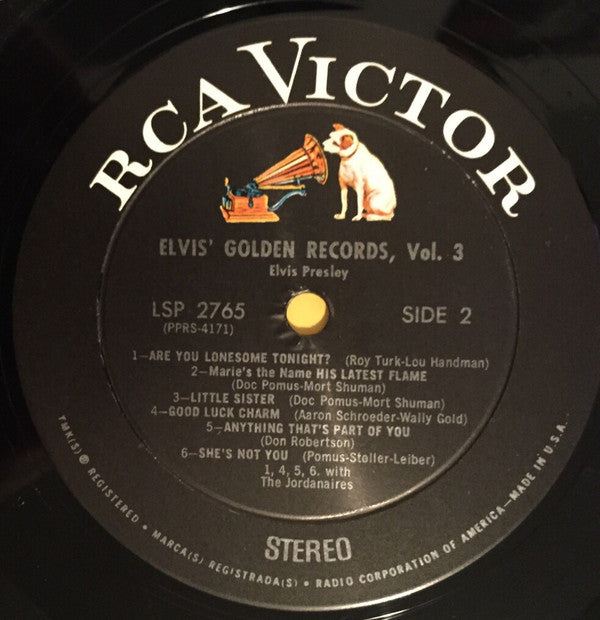 RCA VICTOR
ELVIS' GOLDEN RECORDS, Vol. 3
Elvis Presley
LSP 2765 SIDE 2
(PPRS-4171)
1—ARE YOU LONESOME TONIGHT? (Roy Turk-Lou Handman)
2—Marie's the Name HIS LATEST FLAME
(Doc Pomus-Mort Shuman)
3—LITTLE SISTER (Doc Pomus-Mort Shuman)
4—GOOD LUCK CHARM (Aaron Schroeder-Wally Gold)
5—ANYTHING THAT'S PART OF YOU
(Don Robertson)
6—SHE'S NOT YOU (Pomus-Stoller-Leiber)
1, 4, 5, 6. with
The Jordanaires
STEREO
TMK(S) ® REGISTERED • MARCA(S) REGISTRADA(S) • RADIO CORPORATION OF AMERICA—MADE IN U.S.A.